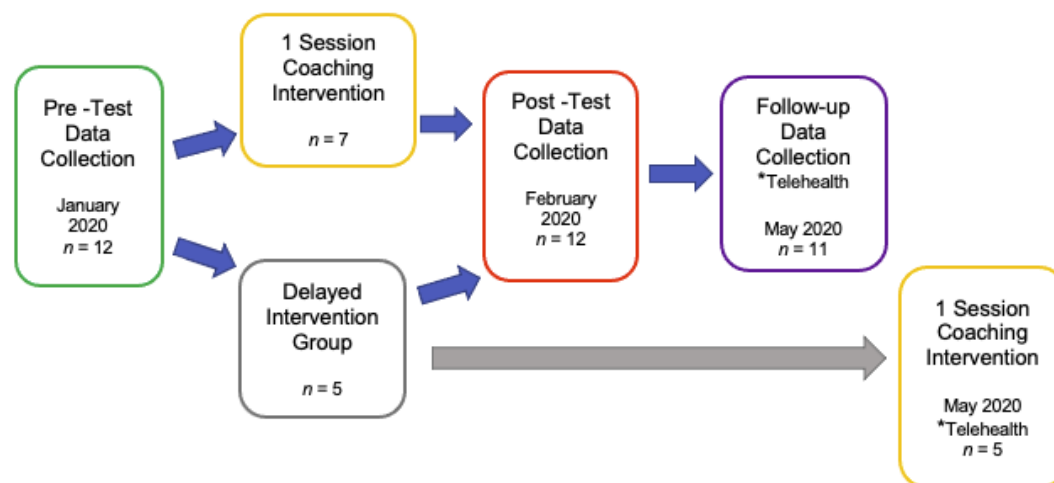 Pre -Test
Data
Collection
January
2020
n = 12
1 Session
Coaching
Intervention
n = 7
Delayed
Intervention
Group
n = 5
Post -Test
Data
Collection
February
2020
n = 12
Follow-up
Data
Collection
*Telehealth
May 2020
n = 11
1 Session
Coaching
Intervention
May 2020
*Telehealth
n = 5